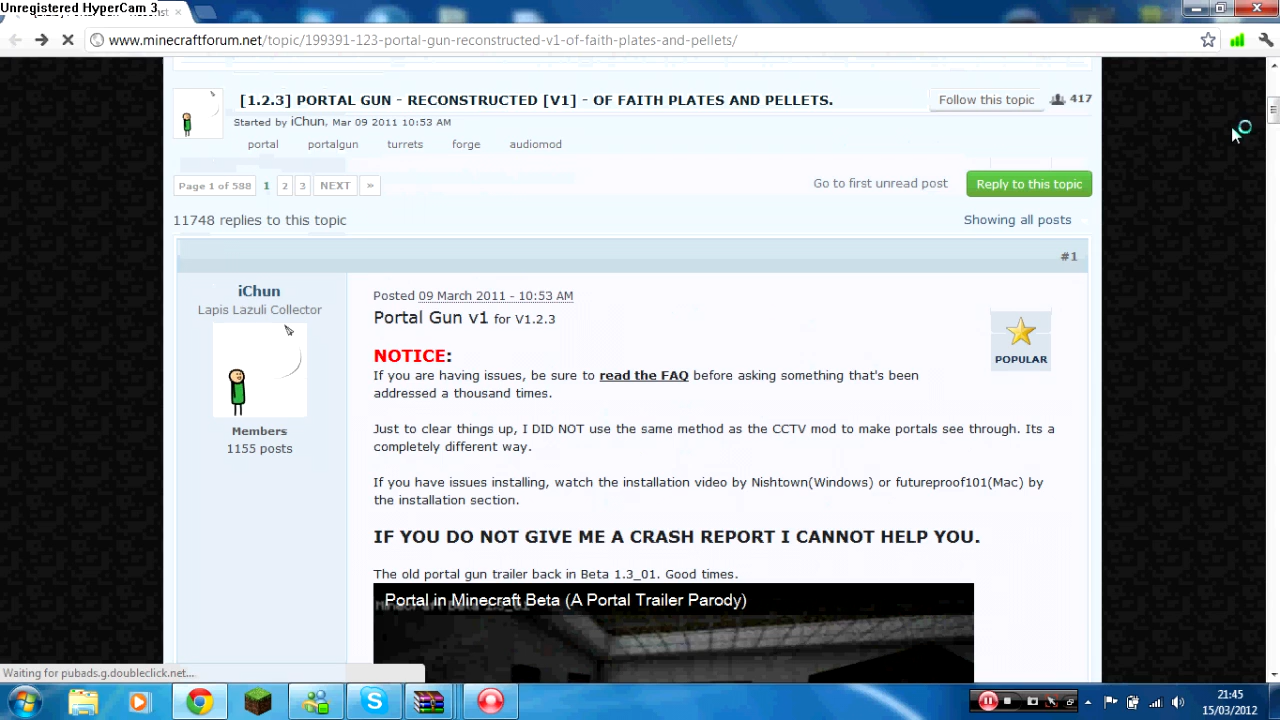 Unregistered HyperCam 3
www.minecraftforum.net/topic/199391-123-portal-gun-reconstructed-v1-of-faith-plates-and-pellets/
[1.2.3] PORTAL GUN - RECONSTRUCTED [V1] - OF FAITH PLATES AND PELLETS.
Follow this topic
417
Started by iChun, Mar 09 2011 10:53 AM
portal portalgun turrets forge audiomod
Page 1 of 588 1 2 3 NEXT »
Go to first unread post
Reply to this topic
11748 replies to this topic
Showing all posts
#1
iChun
Lapis Lazuli Collector
Members
1155 posts
Posted 09 March 2011 - 10:53 AM
Portal Gun v1 for V1.2.3
POPULAR
NOTICE:
If you are having issues, be sure to read the FAQ before asking something that's been
addressed a thousand times.
Just to clear things up, I DID NOT use the same method as the CCTV mod to make portals see through. Its a
completely different way.
If you have issues installing, watch the installation video by Nishtown(Windows) or futureproof101(Mac) by
the installation section.
IF YOU DO NOT GIVE ME A CRASH REPORT I CANNOT HELP YOU.
The old portal gun trailer back in Beta 1.3_01. Good times.
Portal in Minecraft Beta (A Portal Trailer Parody)
Waiting for pubads.g.doubleclick.net...
21:45
15/03/2012